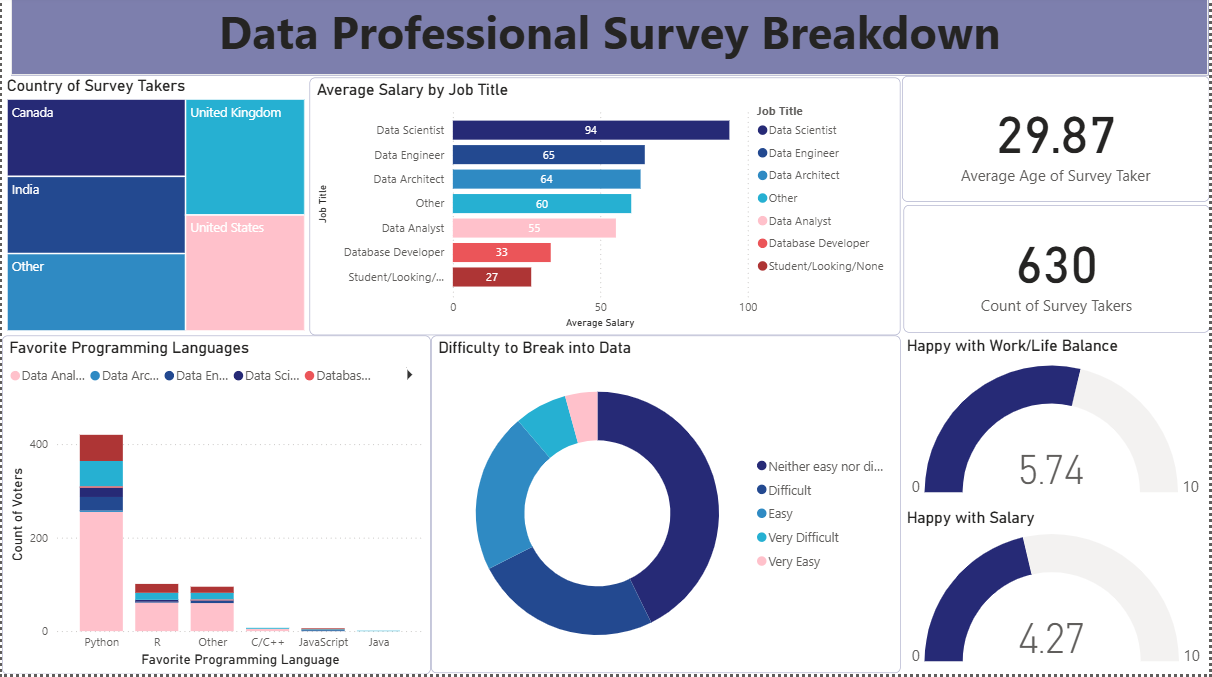 Data Professional Survey Breakdown
Country of Survey Takers
Canada
United Kingdom
India
United States
Other
Average Salary by Job Title
Job Title
Data Scientist
94
Data Engineer
65
Data Architect
64
Other
60
Data Analyst
55
Database Developer
33
Student/Looking/...
27
0
50
100
Average Salary
Job Title
Data Scientist
Data Engineer
Data Architect
Other
Data Analyst
Database Developer
Student/Looking/None
29.87
Average Age of Survey Taker
630
Count of Survey Takers
Favorite Programming Languages
Data Anal... Data Arc... Data En... Data Sci... Databas...
Count of Voters
400
200
0
Python R Other C/C++ JavaScript Java
Favorite Programming Language
Difficulty to Break into Data
Neither easy nor di...
Difficult
Easy
Very Difficult
Very Easy
Happy with Work/Life Balance
5.74
0
10
Happy with Salary
4.27
0
10